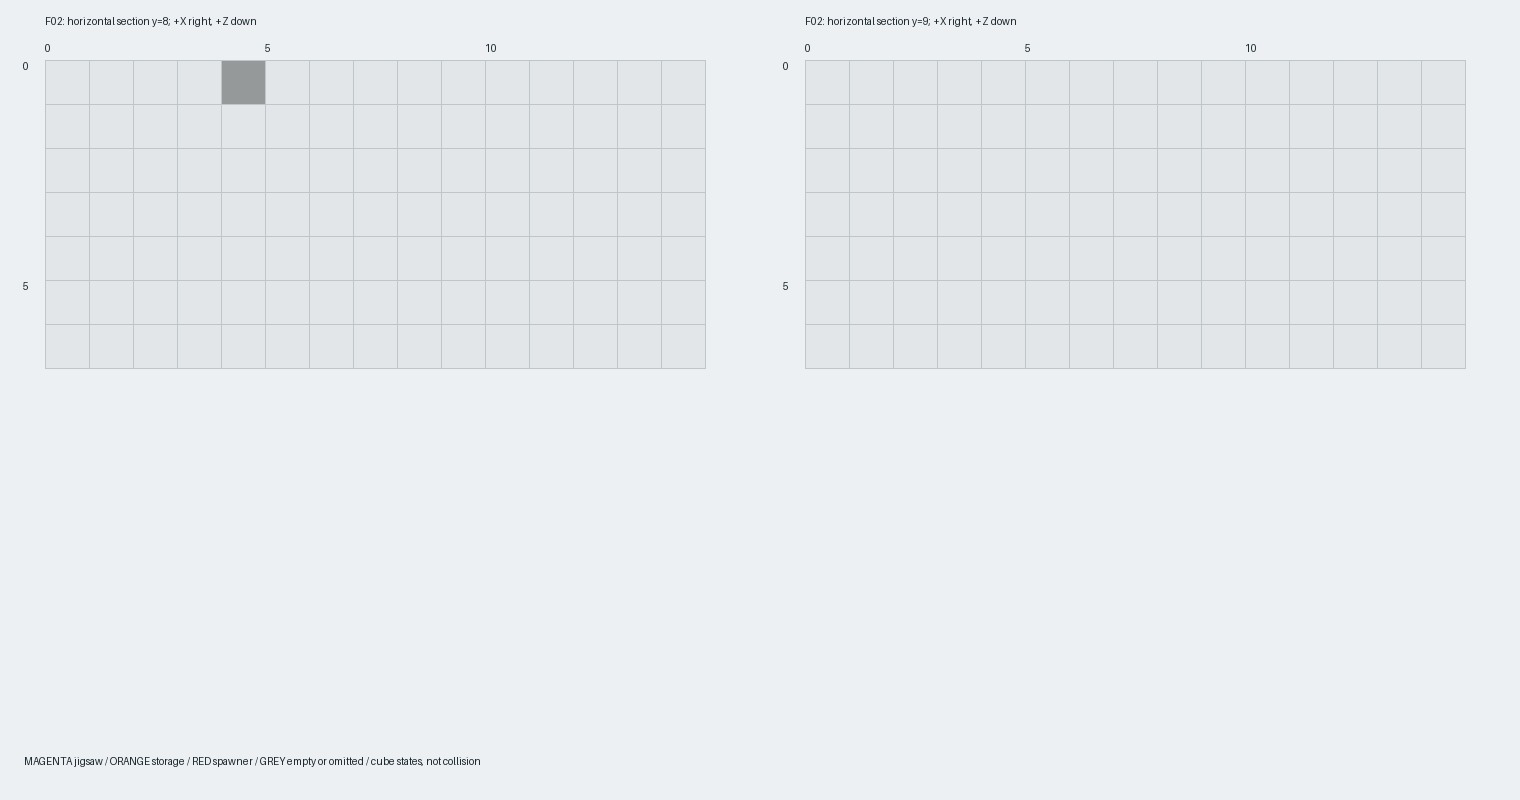 F02: horizontal section y=8; +X right, +Z down
0 5 10
0
5
F02: horizontal section y=9; +X right, +Z down
0 5 10
0
5
MAGENTA jigsaw / ORANGE storage / RED spawner / GREY empty or omitted / cube states, not collision